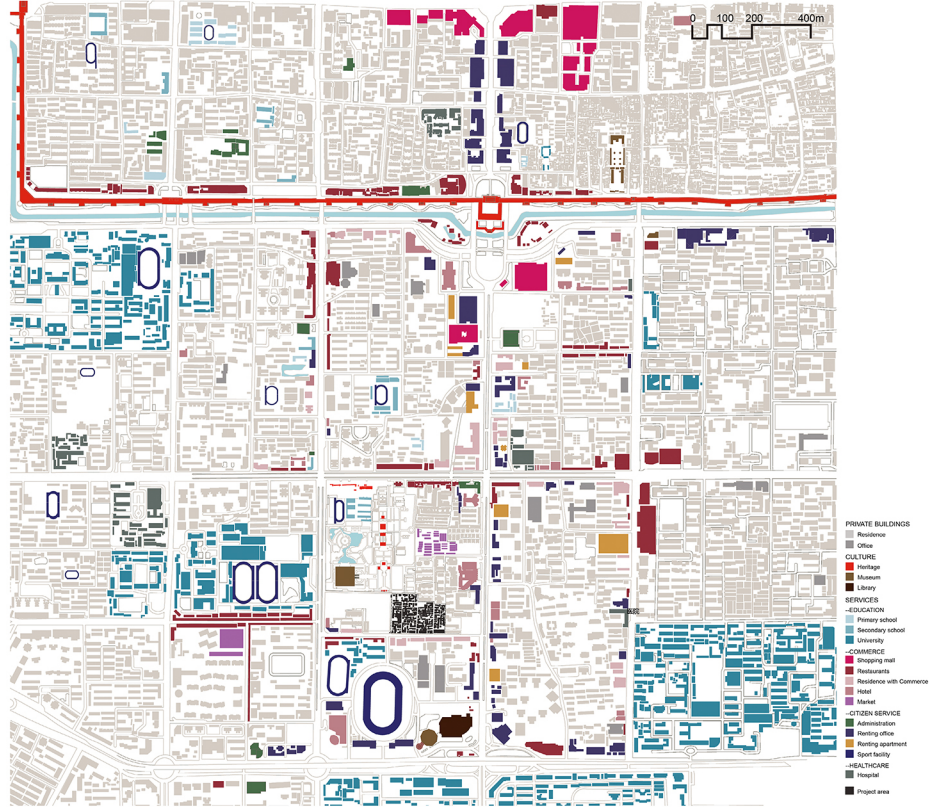 0 100 200 400m
N
PRIVATE BUILDINGS
Residence
Office
CULTURE
Heritage
Museum
Library
SERVICES
--EDUCATION
Primary school
Secondary school
University
--COMMERCE
Shopping mall
Restaurants
Residence with Commerce
Hotel
Market
--CITIZEN SERVICE
Administration
Renting office
Renting apartment
Sport facility
--HEALTHCARE
Hospital
Project area